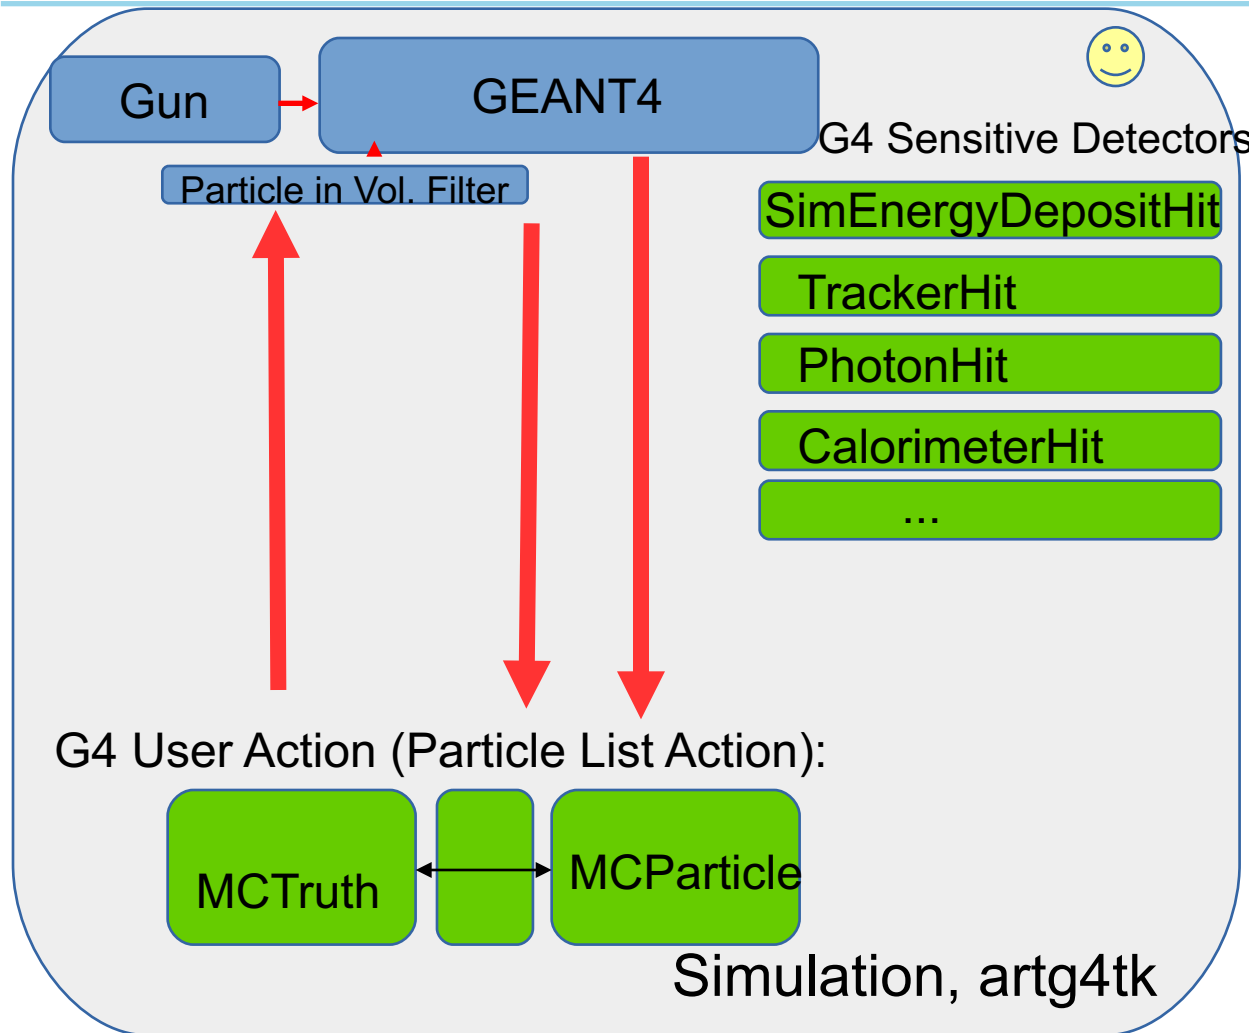 Gun
GEANT4
G4 Sensitive Detectors
Particle in Vol. Filter
SimEnergyDepositHit
TrackerHit
PhotonHit
CalorimeterHit
...
G4 User Action (Particle List Action):
MCTruth
MCParticle
Simulation, artg4tk